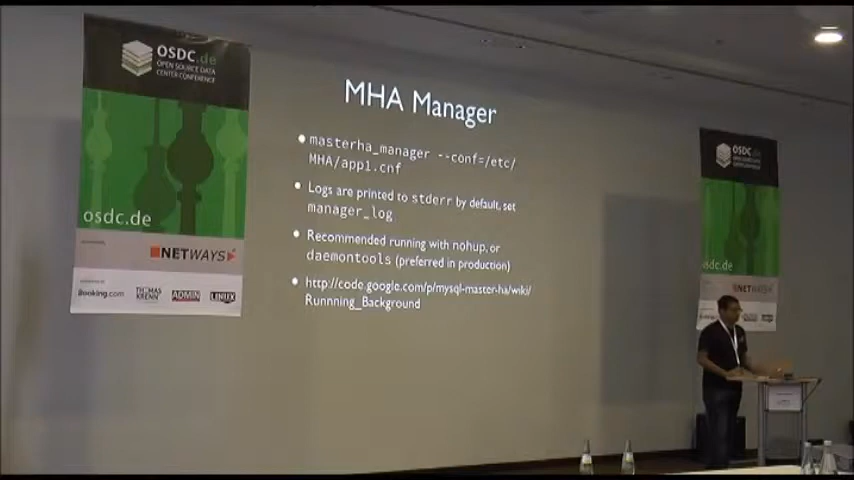 OSDC.de
OPEN SOURCE DATA
CENTER CONFERENCE
osdc.de
NETWAYS
Booking.com
THOMAS
KRENN
ADMIN
LINUX
MHA Manager
masterha_manager --conf=/etc/
MHA/app1.cnf
Logs are printed to stderr by default, set
manager_log
Recommended running with nohup, or
daemontools (preferred in production)
http://code.google.com/p/mysql-master-ha/wiki/
Runnning_Background
OSDC.de
osdc.de
NETWAYS